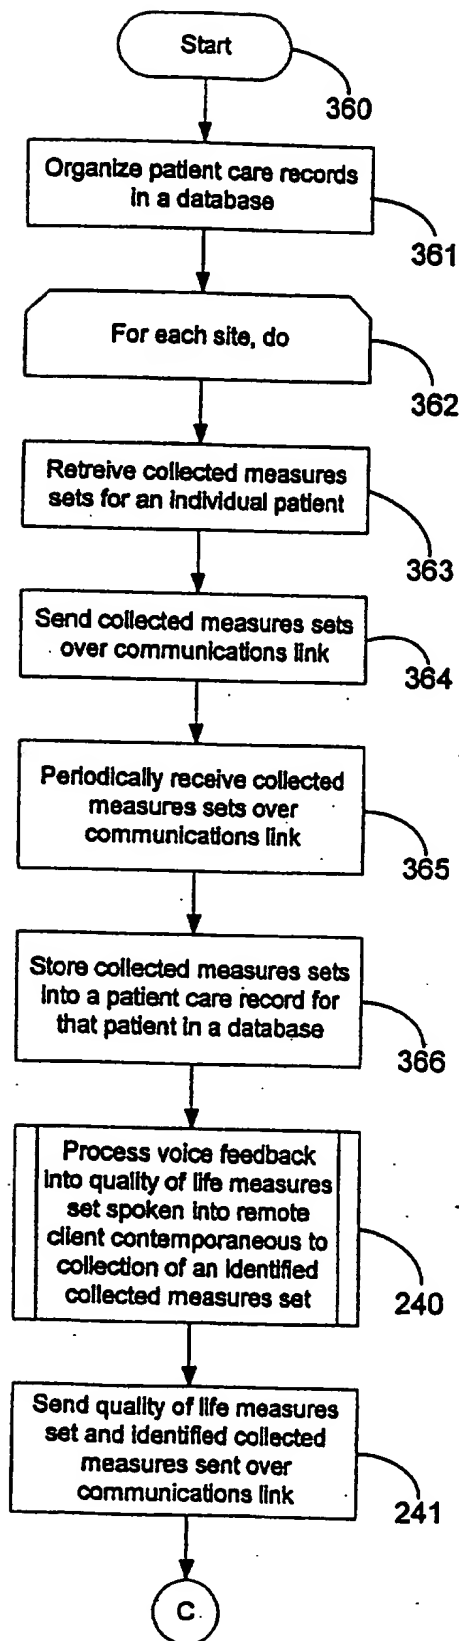 Start
360
Organize patient care records
in a database
361
For each site, do
362
Retreive collected measures
sets for an individual patient
363
Send collected measures sets
over communications link
364
Periodically receive collected
measures sets over
communications link
365
Store collected measures sets
into a patient care record for
that patient in a database
366
Process voice feedback
into quality of life measures
set spoken into remote
client contemporaneous to
collection of an identified
collected measures set
240
Send quality of life measures
set and identified collected
measures sent over
communications link
241
C